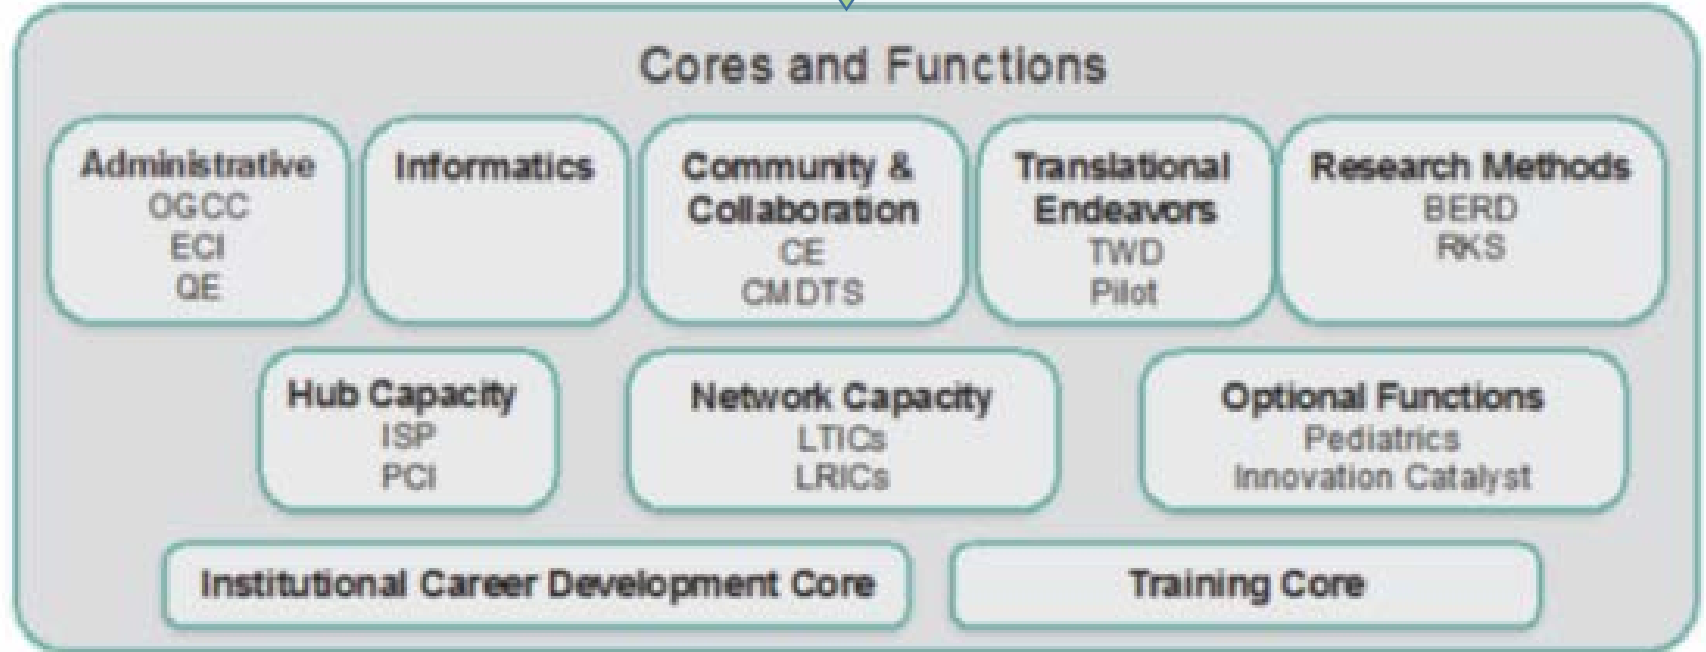 Cores and Functions
Administrative
OGCC
ECI
QE
Informatics
Community &
Collaboration
CE
CMDTS
Translational
Endeavors
TWD
Pilot
Research Methods
BERD
RKS
Hub Capacity
ISP
PCI
Network Capacity
LTICs
LRICs
Optional Functions
Pediatrics
Innovation Catalyst
Institutional Career Development Core
Training Core